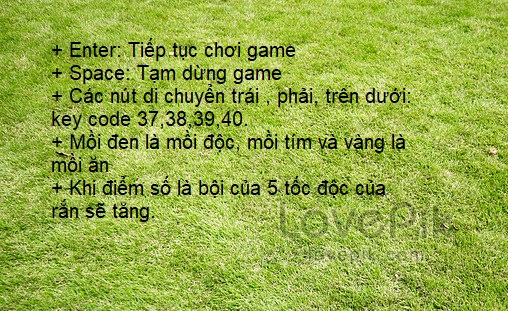 + Enter: Tiếp tục chơi game
+ Space: Tạm dừng game
+ Các nút di chuyển trái , phải, trên dưới:
key code 37,38,39,40.
+ Mồi đen là mồi độc, mồi tím và vàng là
mồi ăn
+ Khi điểm số là bội của 5 tốc độc của
rắn sẽ tăng.
LovePik